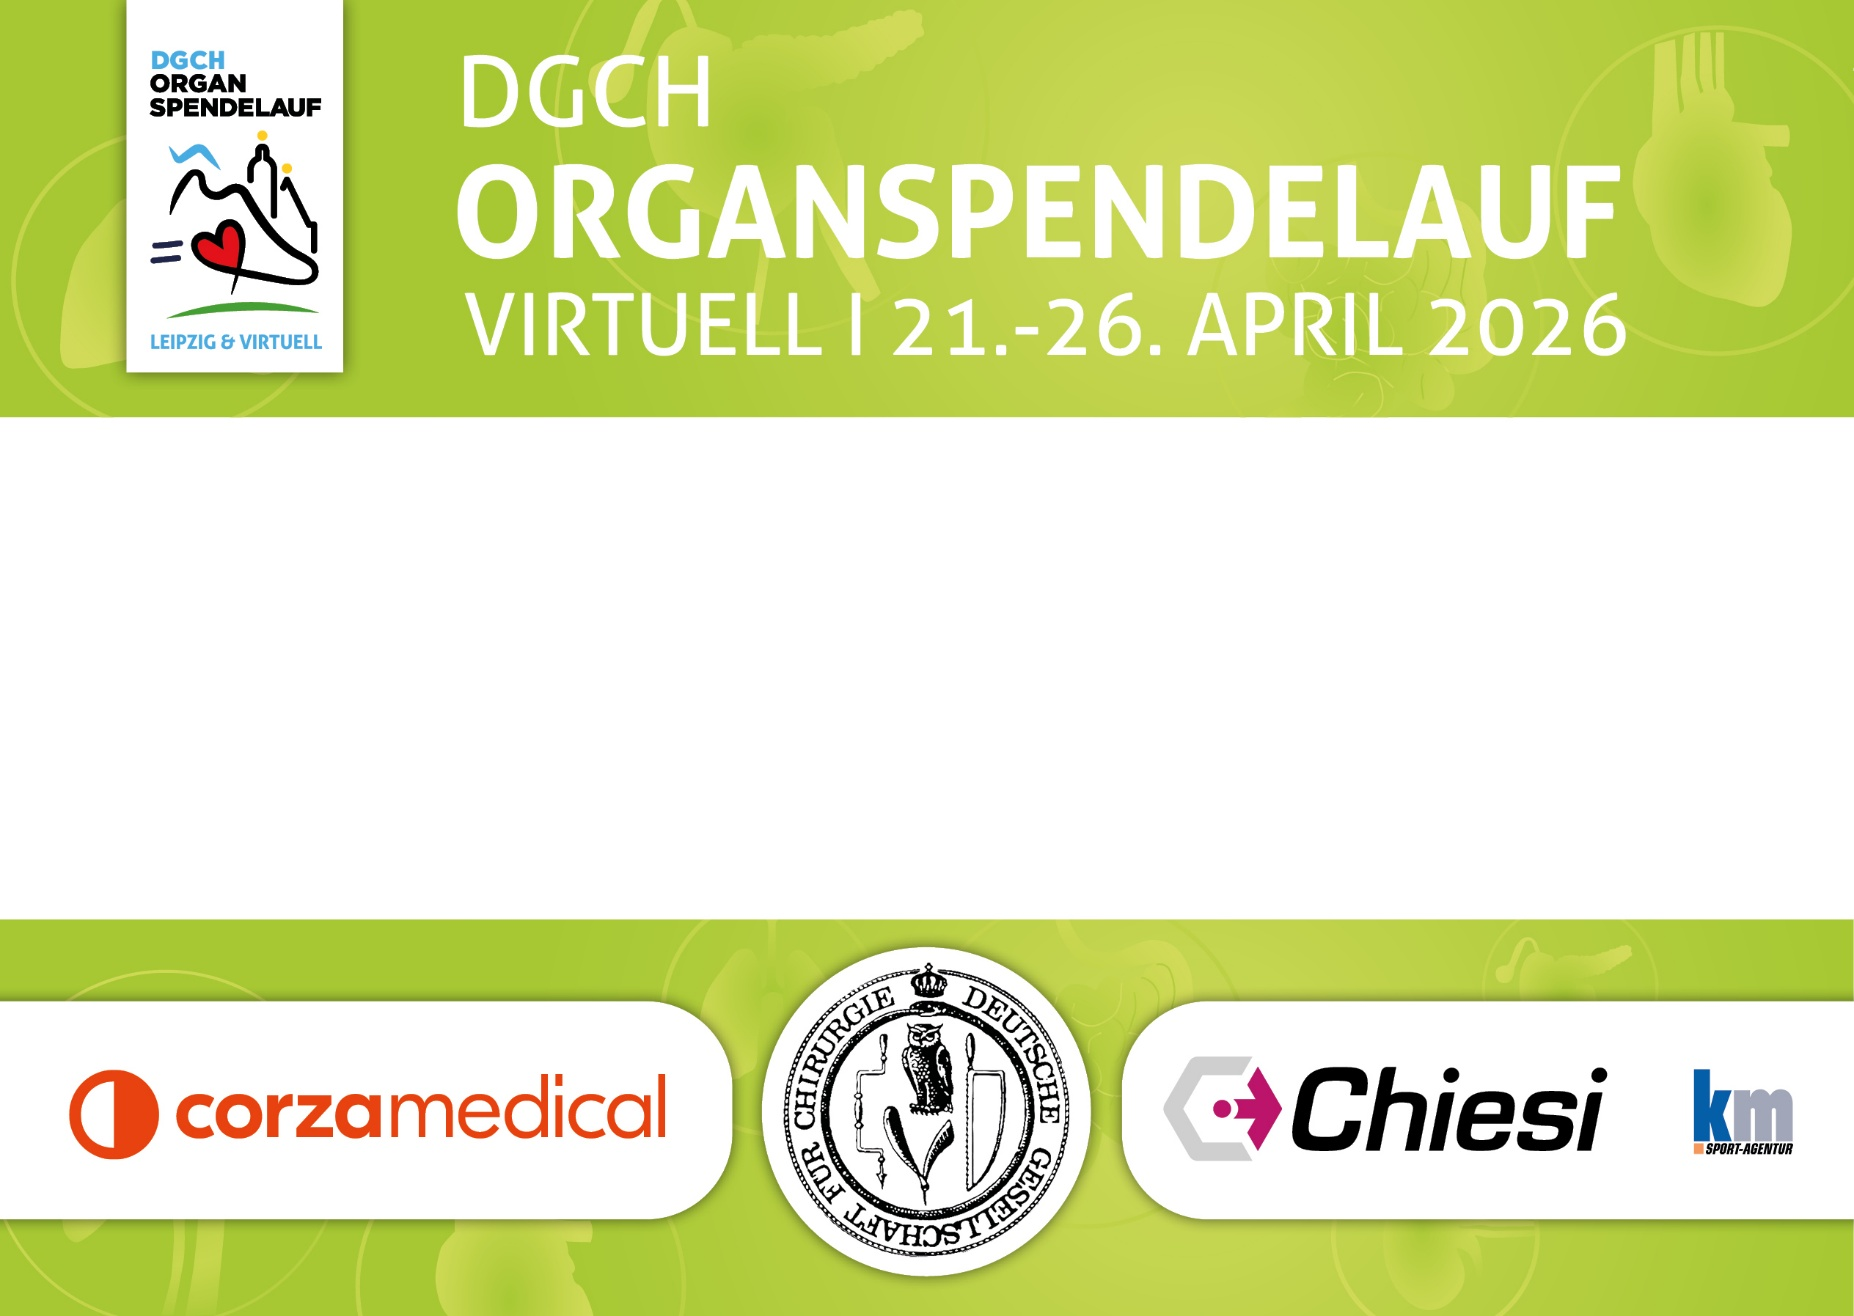 DGCH
ORGAN
SPENDELAUF
LEIPZIG & VIRTUELL
DGCH
ORGANSPENDELAUF
VIRTUELL I 21.-26. APRIL 2026
corzamedical
DEUTSCHE GESELLSCHAFT FUR CHIRURGIE
Chiesi
km
SPORT-AGENTUR